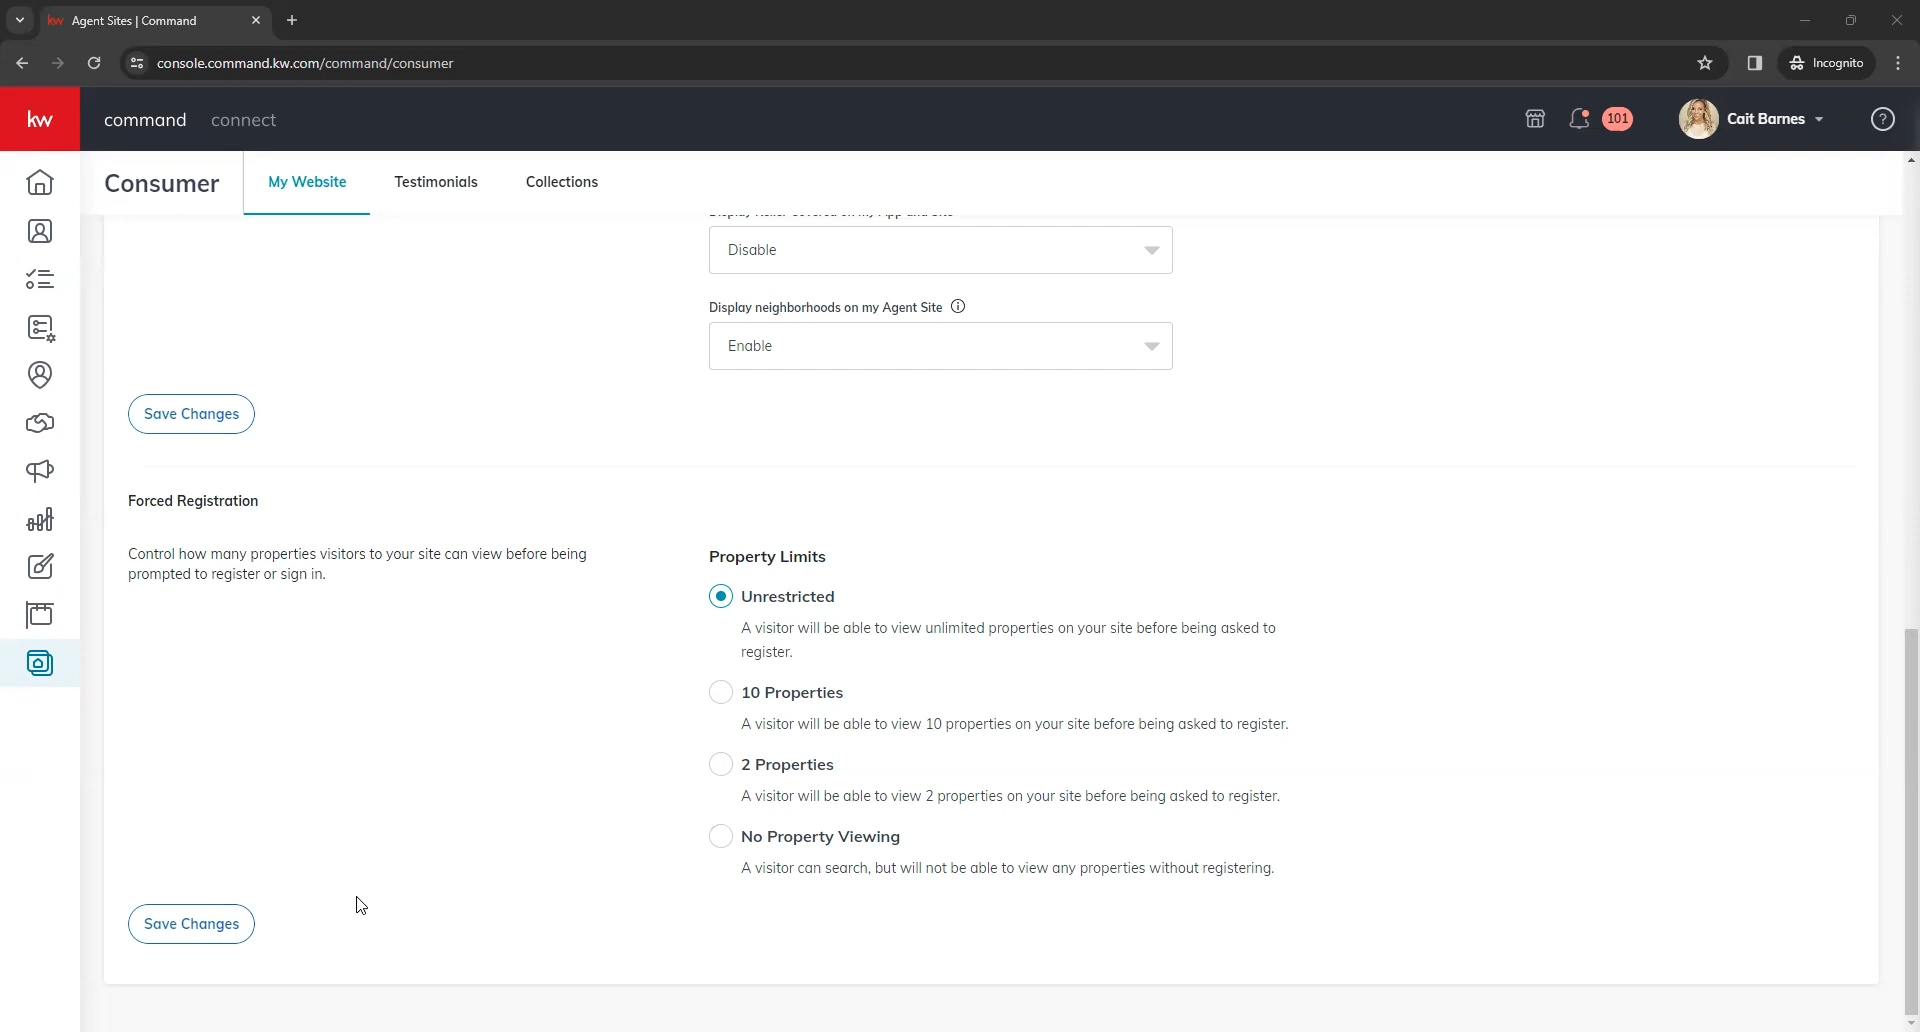 kw Agent Sites | Command
console.command.kw.com/command/consumer
Incognito
kw
command connect
101
Cait Barnes
Consumer
My Website
Testimonials
Collections
Disable
Display neighborhoods on my Agent Site
Enable
Save Changes
Forced Registration
Control how many properties visitors to your site can view before being
prompted to register or sign in.
Property Limits
Unrestricted
A visitor will be able to view unlimited properties on your site before being asked to
register.
10 Properties
A visitor will be able to view 10 properties on your site before being asked to register.
2 Properties
A visitor will be able to view 2 properties on your site before being asked to register.
No Property Viewing
A visitor can search, but will not be able to view any properties without registering.
Save Changes